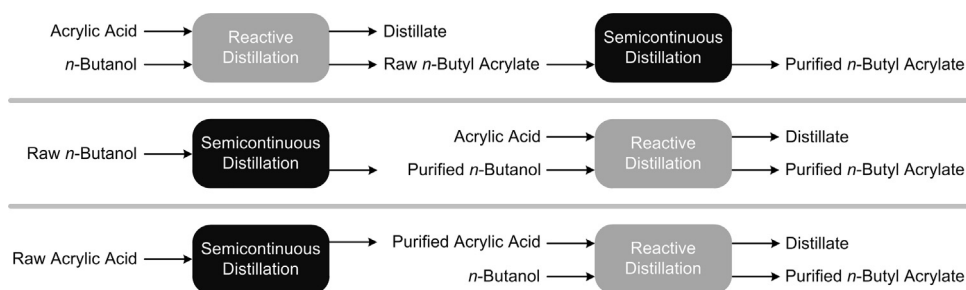 Acrylic Acid
n-Butanol
Reactive
Distillation
Distillate
Raw n-Butyl Acrylate
Semicontinuous
Distillation
Purified n-Butyl Acrylate
Raw n-Butanol
Semicontinuous
Distillation
Acrylic Acid
Purified n-Butanol
Reactive
Distillation
Distillate
Purified n-Butyl Acrylate
Raw Acrylic Acid
Semicontinuous
Distillation
Purified Acrylic Acid
n-Butanol
Reactive
Distillation
Distillate
Purified n-Butyl Acrylate